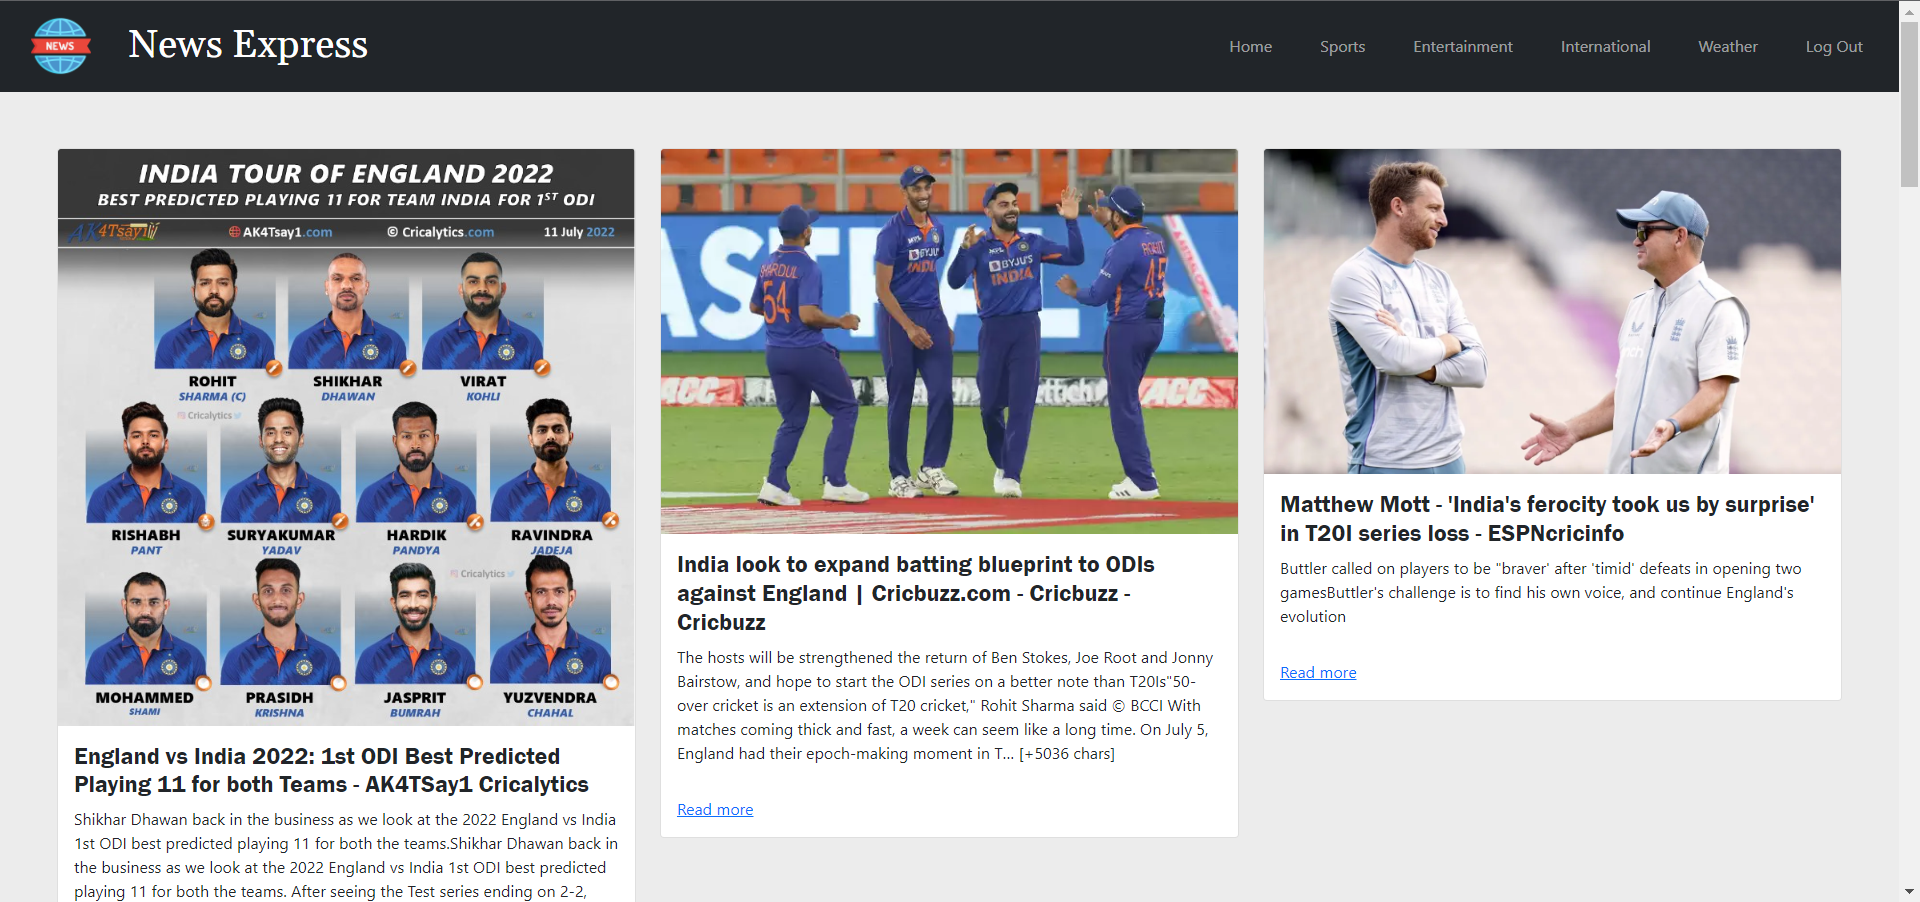 NEWS
News Express
Home
Sports
Entertainment
International
Weather
Log Out
INDIA TOUR OF ENGLAND 2022
BEST PREDICTED PLAYING 11 FOR TEAM INDIA FOR 1ST ODI
AK4Tsay1
AK4Tsay1.com
© Cricalytics.com
11 July 2022
ROHIT
SHARMA (C)
SHIKHAR
DHAWAN
VIRAT
KOHLI
Cricalytics
RISHABH
PANT
SURYAKUMAR
YADAV
HARDIK
PANDYA
RAVINDRA
JADEJA
Cricalytics
MOHAMMED
SHAMI
PRASIDH
KRISHNA
JASPRIT
BUMRAH
YUZVENDRA
CHAHAL
England vs India 2022: 1st ODI Best Predicted
Playing 11 for both Teams - AK4TSay1 Cricalytics
Shikhar Dhawan back in the business as we look at the 2022 England vs India
1st ODI best predicted playing 11 for both the teams.Shikhar Dhawan back in
the business as we look at the 2022 England vs India 1st ODI best predicted
playing 11 for both the teams. After seeing the Test series ending on 2-2,
SHARDUL
54
MPL
INDIA
MPL
BYJU'S
INDIA
ROHIT
45
ACC
ACC
India look to expand batting blueprint to ODIs
against England | Cricbuzz.com - Cricbuzz -
Cricbuzz
The hosts will be strengthened the return of Ben Stokes, Joe Root and Jonny
Bairstow, and hope to start the ODI series on a better note than T20Is"50-
over cricket is an extension of T20 cricket," Rohit Sharma said © BCCI With
matches coming thick and fast, a week can seem like a long time. On July 5,
England had their epoch-making moment in T… [+5036 chars]
Read more
Matthew Mott - 'India's ferocity took us by surprise'
in T20I series loss - ESPNcricinfo
Buttler called on players to be "braver' after 'timid' defeats in opening two
gamesButtler's challenge is to find his own voice, and continue England's
evolution
Read more